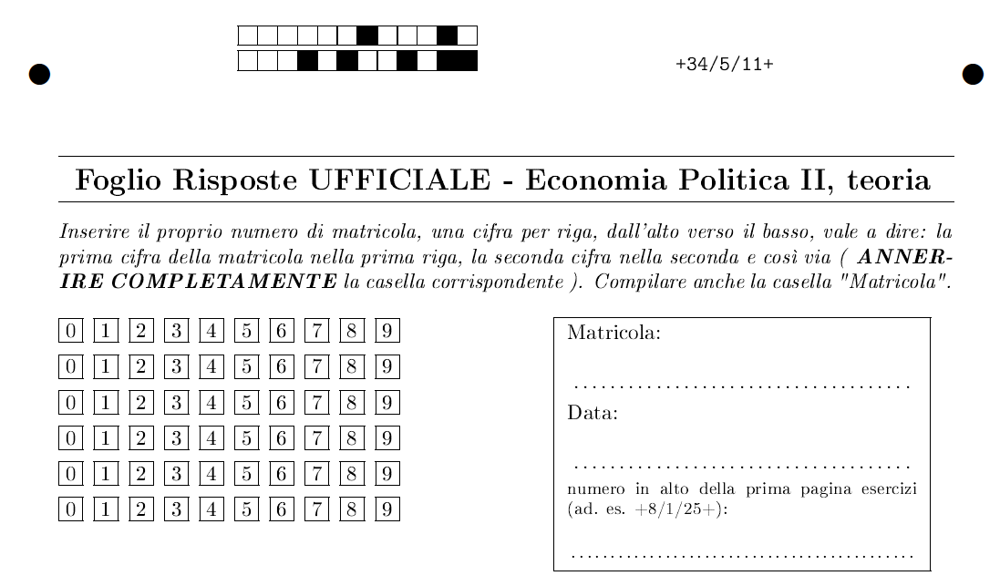 +34/5/11+
Foglio Risposte UFFICIALE - Economia Politica II, teoria
Inserire il proprio numero di matricola, una cifra per riga, dall'alto verso il basso, vale a dire: la
prima cifra della matricola nella prima riga, la seconda cifra nella seconda e così via ( ANNER-
IRE COMPLETAMENTE la casella corrispondente ). Compilare anche la casella "Matricola".
0 1 2 3 4 5 6 7 8 9
0 1 2 3 4 5 6 7 8 9
0 1 2 3 4 5 6 7 8 9
0 1 2 3 4 5 6 7 8 9
0 1 2 3 4 5 6 7 8 9
0 1 2 3 4 5 6 7 8 9
Matricola:
.....................................
Data:
.....................................
numero in alto della prima pagina esercizi
(ad. es. +8/1/25+):
............................................